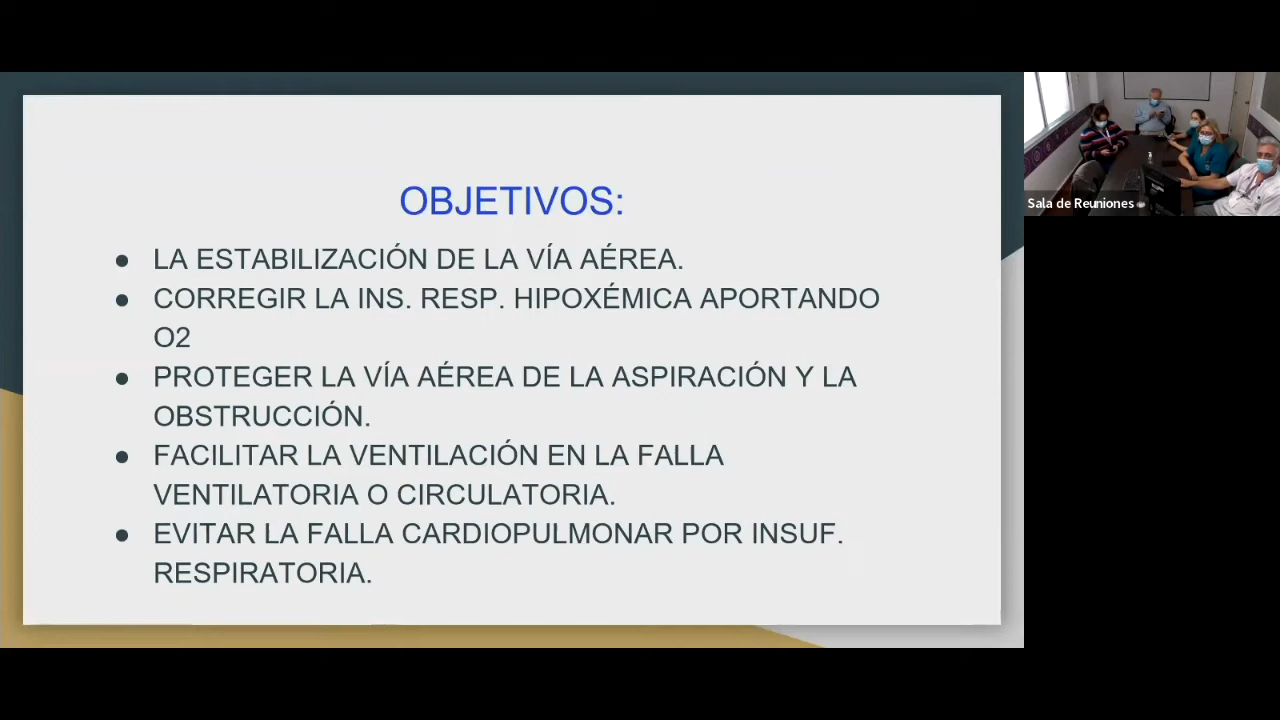 OBJETIVOS:
● LA ESTABILIZACIÓN DE LA VÍA AÉREA.
● CORREGIR LA INS. RESP. HIPOXÉMICA APORTANDO
O2
● PROTEGER LA VÍA AÉREA DE LA ASPIRACIÓN Y LA
OBSTRUCCIÓN.
● FACILITAR LA VENTILACIÓN EN LA FALLA
VENTILATORIA O CIRCULATORIA.
● EVITAR LA FALLA CARDIOPULMONAR POR INSUF.
RESPIRATORIA.
Sala de Reuniones